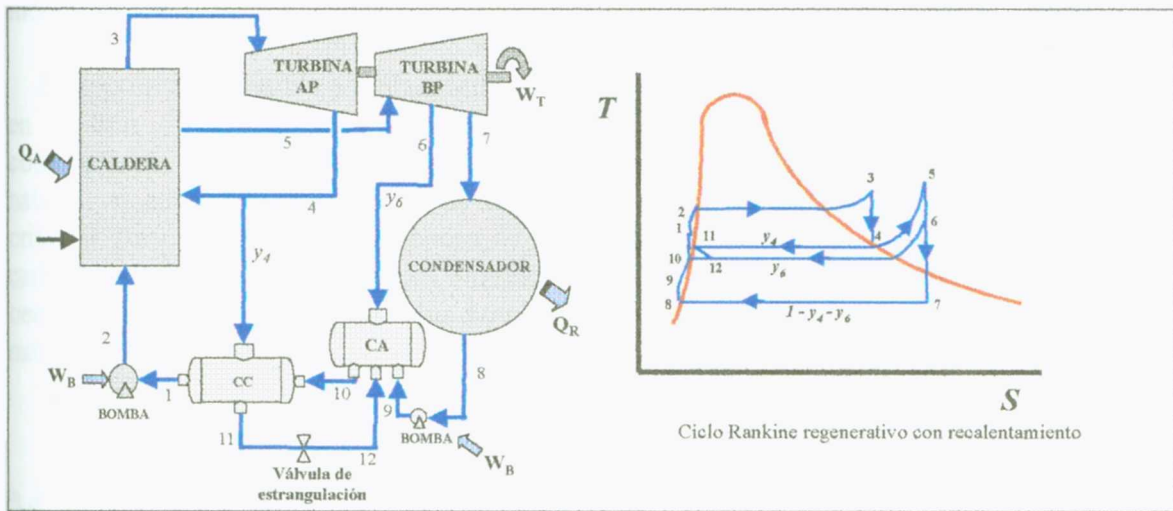 3
TURBINA
AP
TURBINA
BP
W_T
5
6
7
Q_A
CALDERA
4
y_4
y_6
CONDENSADOR
Q_R
2
CA
8
W_B
CC
10
9
1
BOMBA
BOMBA
11
12
W_B
Válvula de
estrangulación
T
3
5
2
6
1
11
y_4
4
10
12
y_6
9
8
7
1 - y_4 - y_6
S
Ciclo Rankine regenerativo con recalentamiento